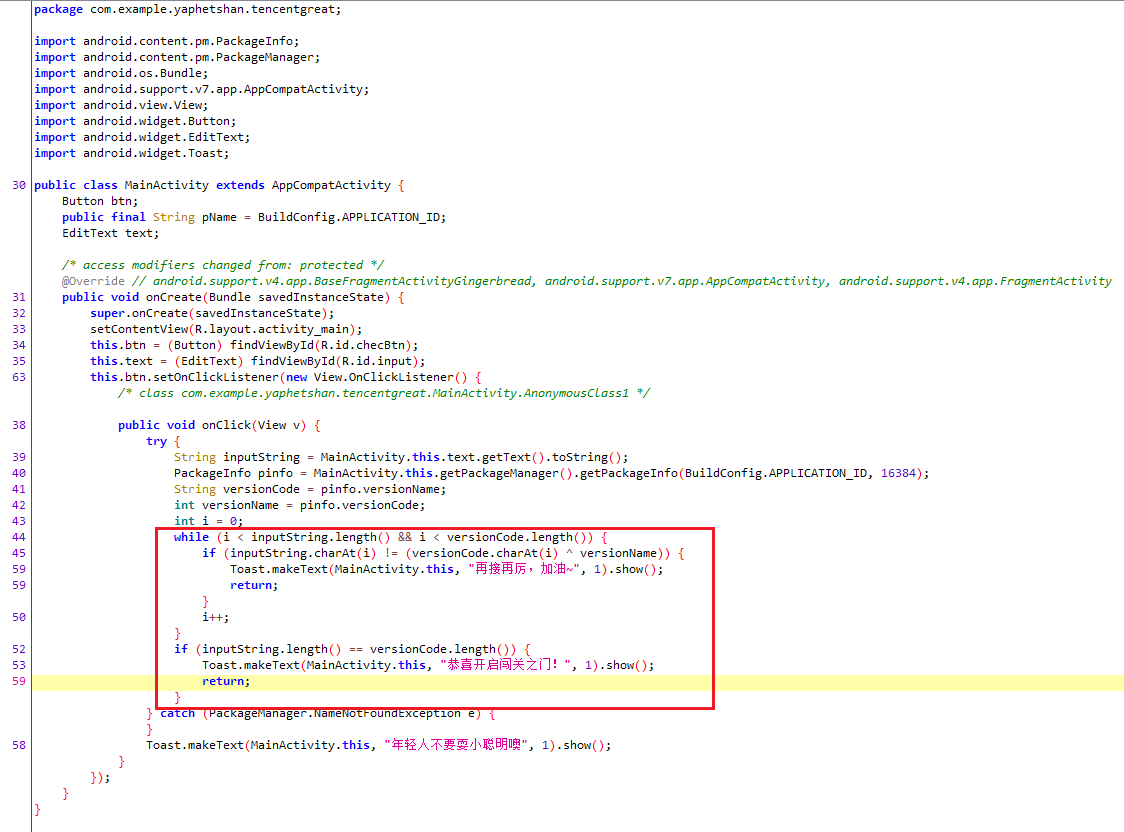 package com.example.yaphetshan.tencentgreat;
import android.content.pm.PackageInfo;
import android.content.pm.PackageManager;
import android.os.Bundle;
import android.support.v7.app.AppCompatActivity;
import android.view.View;
import android.widget.Button;
import android.widget.EditText;
import android.widget.Toast;
30 public class MainActivity extends AppCompatActivity {
Button btn;
public final String pName = BuildConfig.APPLICATION_ID;
EditText text;
/* access modifiers changed from: protected */
@Override // android.support.v4.app.BaseFragmentActivityGingerbread, android.support.v7.app.AppCompatActivity, android.support.v4.app.FragmentActivity
31 public void onCreate(Bundle savedInstanceState) {
32 super.onCreate(savedInstanceState);
33 setContentView(R.layout.activity_main);
34 this.btn = (Button) findViewById(R.id.checBtn);
35 this.text = (EditText) findViewById(R.id.input);
63 this.btn.setOnClickListener(new View.OnClickListener() {
/* class com.example.yaphetshan.tencentgreat.MainActivity.AnonymousClass1 */
38 public void onClick(View v) {
try {
39 String inputString = MainActivity.this.text.getText().toString();
40 PackageInfo pinfo = MainActivity.this.getPackageManager().getPackageInfo(BuildConfig.APPLICATION_ID, 16384);
41 String versionCode = pinfo.versionName;
42 int versionName = pinfo.versionCode;
43 int i = 0;
44 while (i < inputString.length() && i < versionCode.length()) {
45 if (inputString.charAt(i) != (versionCode.charAt(i) ^ versionName)) {
59 Toast.makeText(MainActivity.this, "再接再厉，加油~", 1).show();
59 return;
}
50 i++;
}
52 if (inputString.length() == versionCode.length()) {
53 Toast.makeText(MainActivity.this, "恭喜开启闯关之门！", 1).show();
59 return;
}
} catch (PackageManager.NameNotFoundException e) {
}
58 Toast.makeText(MainActivity.this, "年轻人不要耍小聪明噢", 1).show();
}
});
}
}